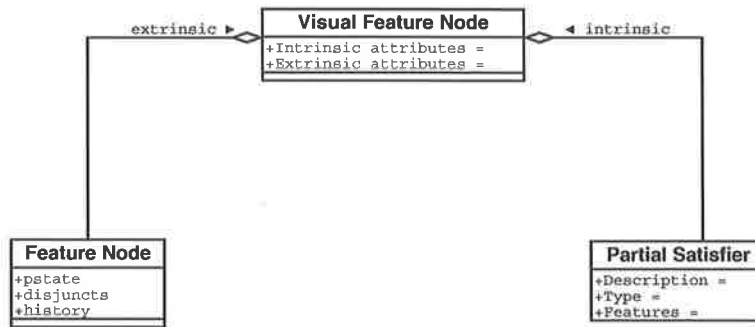 Visual Feature Node
extrinsic ►
◄ intrinsic
+Intrinsic attributes =
+Extrinsic attributes =
Feature Node
+pstate
+disjuncts
+history
Partial Satisfier
+Description =
+Type =
+Features =